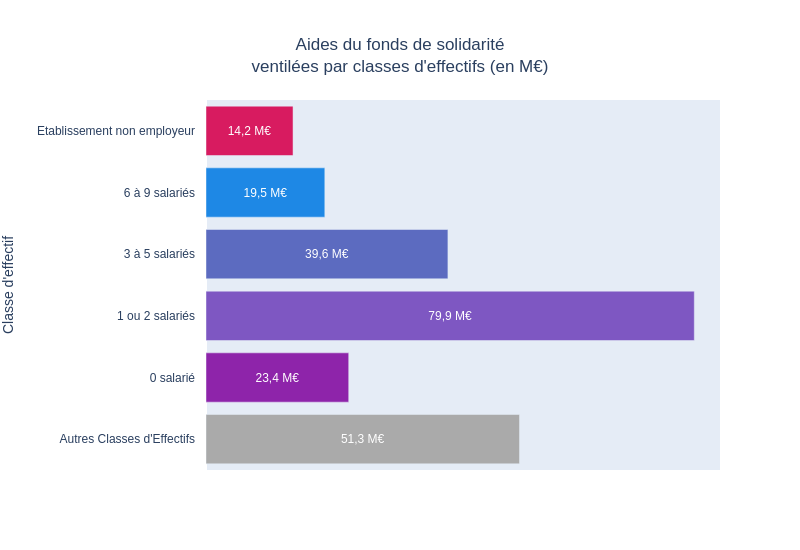 Aides du fonds de solidarité
ventilées par classes d'effectifs (en M€)
Classe d'effectif
Etablissement non employeur
14,2 M€
6 à 9 salariés
19,5 M€
3 à 5 salariés
39,6 M€
1 ou 2 salariés
79,9 M€
0 salarié
23,4 M€
Autres Classes d'Effectifs
51,3 M€